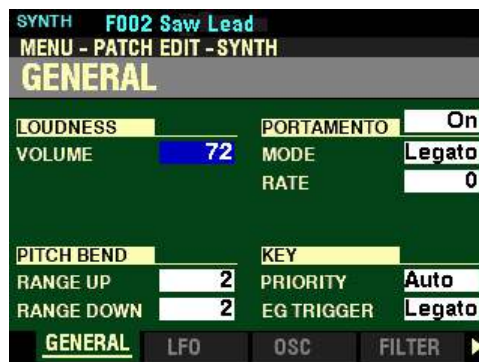 SYNTH F002 Saw Lead
MENU - PATCH EDIT - SYNTH
GENERAL
LOUDNESS
VOLUME 72
PORTAMENTO On
MODE Legato
RATE 0
PITCH BEND
RANGE UP 2
RANGE DOWN 2
KEY
PRIORITY Auto
EG TRIGGER Legato
GENERAL LFO OSC FILTER